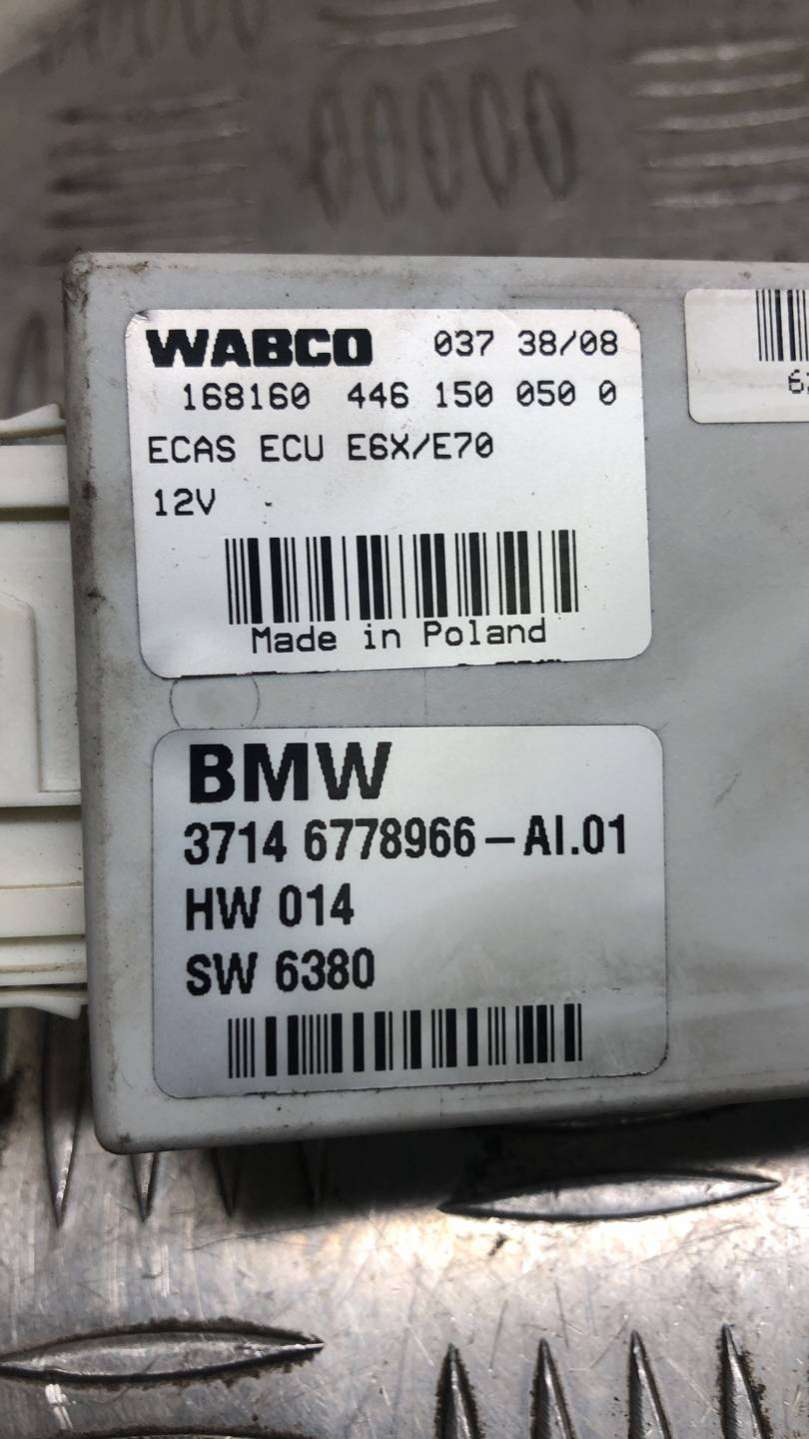 WABCO 037 38/08
168160 446 150 050 0
ECAS ECU E6X/E70
12V
Made in Poland
BMW
3714 6778966-AI.01
HW 014
SW 6380